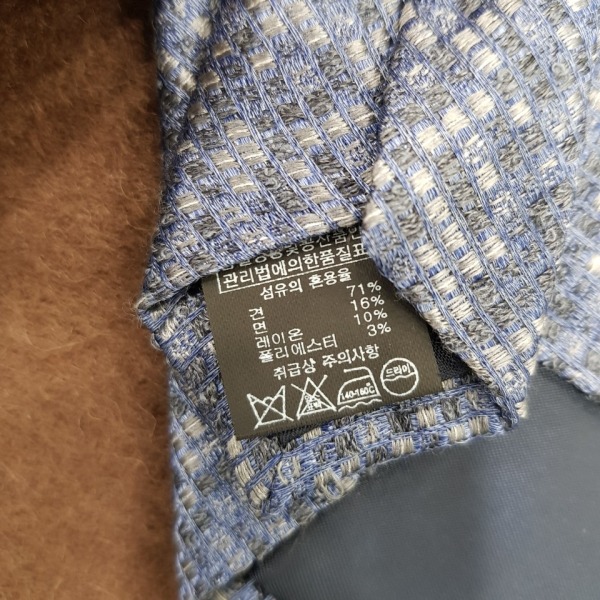 관리법에의한품질표
섬유의 혼용율
견 71%
면 16%
레이온 10%
폴리에스터 3%
취급상 주의사항
140-160℃
드라이